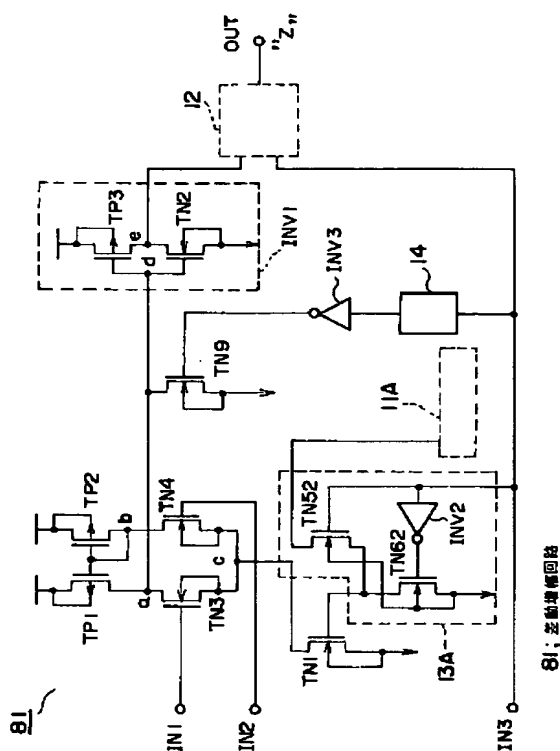 81
TP1
TP2
TP3
a
b
c
d
e
TN3
TN4
TN9
TN2
INV1
12
OUT
"Z"
IN1
IN2
IN3
TN1
TN52
TN62
INV2
13A
11A
14
INV3
81;差動増幅回路